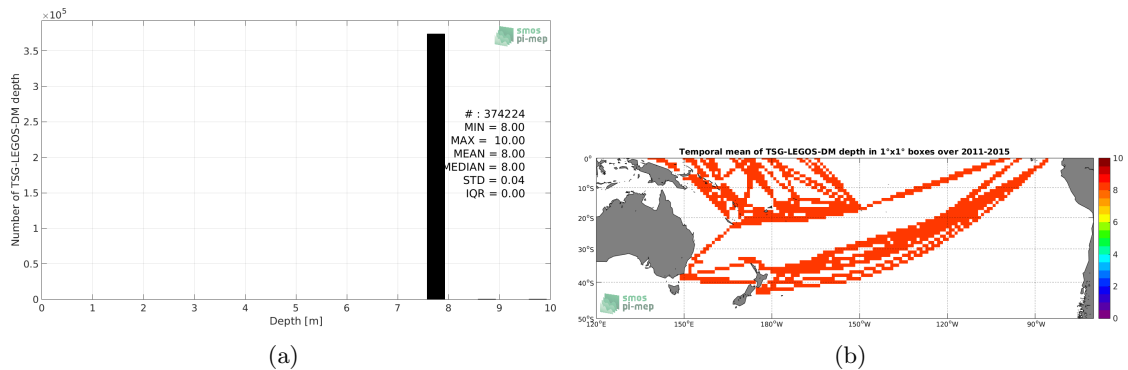 ×10⁵
smos
pi-mep
3.5
3
2.5
2
1.5
1
0.5
0
Number of TSG-LEGOS-DM depth
# : 374224
MIN = 8.00
MAX = 10.00
MEAN = 8.00
MEDIAN = 8.00
STD = 0.04
IQR = 0.00
0 1 2 3 4 5 6 7 8 9 10
Depth [m]
(a)
Temporal mean of TSG-LEGOS-DM depth in 1°x1° boxes over 2011-2015
0°
10°S
20°S
30°S
40°S
50°S
120°E 150°E 180°W 150°W 120°W 90°W
smos
pi-mep
10
8
6
4
2
0
(b)